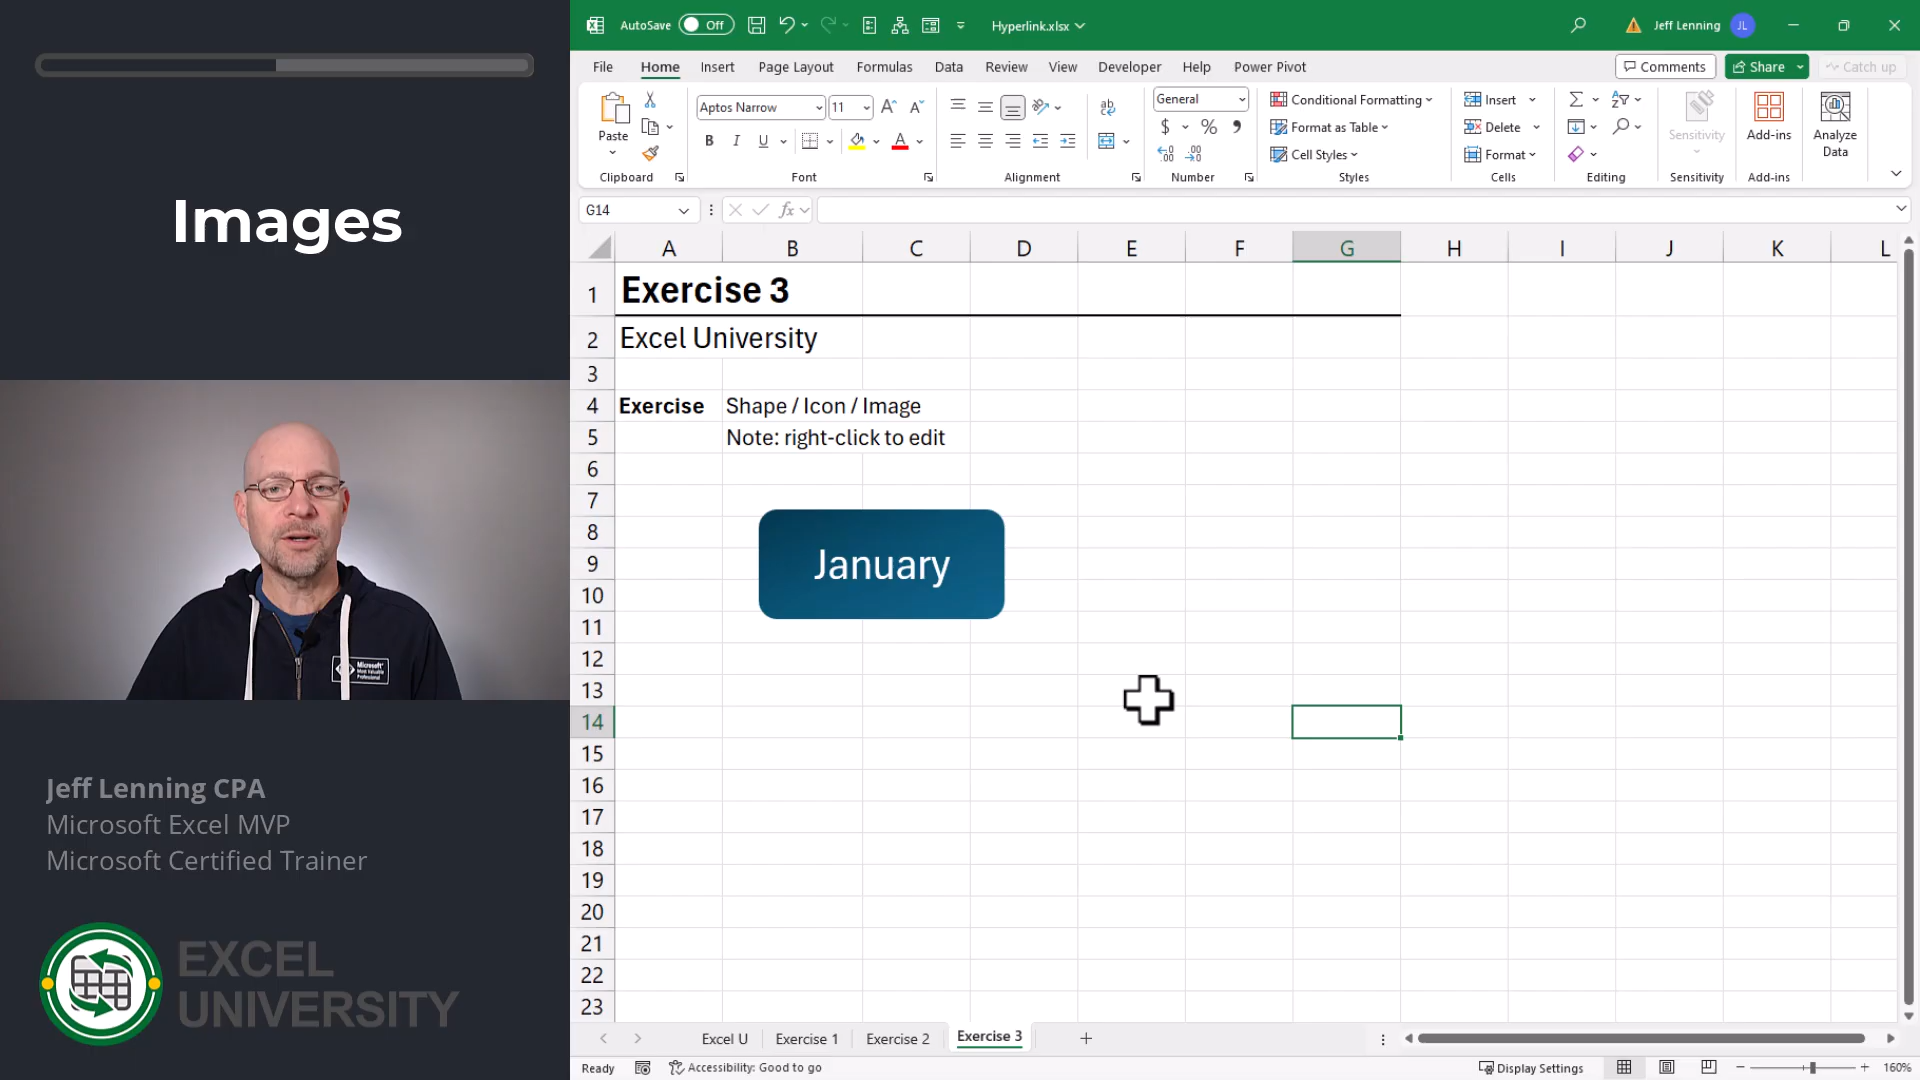 Images
Jeff Lenning CPA
Microsoft Excel MVP
Microsoft Certified Trainer
EXCEL
UNIVERSITY
AutoSave Off
Hyperlink.xlsx
Jeff Lenning JL
File Home Insert Page Layout Formulas Data Review View Developer Help Power Pivot
Comments Share Catch up
Paste
Clipboard
Aptos Narrow 11
B I U
Font
Alignment
General
$ % 9
Number
Conditional Formatting
Format as Table
Cell Styles
Styles
Insert
Delete
Format
Cells
Editing
Sensitivity
Sensitivity
Add-ins
Add-ins
Analyze
Data
G14
fx
A B C D E F G H I J K L
1 Exercise 3
2 Excel University
3
4 Exercise Shape / Icon / Image
5 Note: right-click to edit
6
7
8
9 January
10
11
12
13
14
15
16
17
18
19
20
21
22
23
Excel U Exercise 1 Exercise 2 Exercise 3
Ready Accessibility: Good to go Display Settings 160%